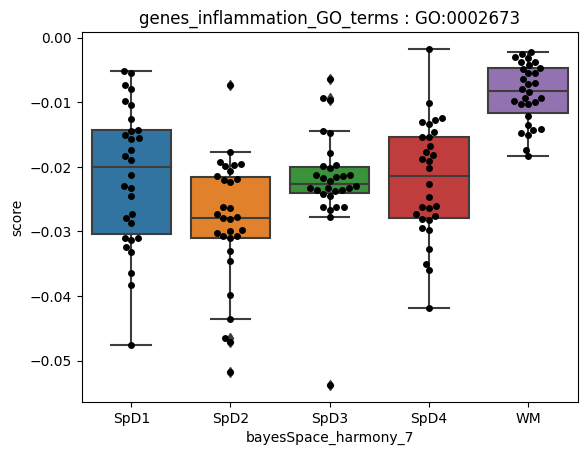 genes_inflammation_GO_terms : GO:0002673
0.00
−0.01
−0.02
−0.03
−0.04
−0.05
score
SpD1 SpD2 SpD3 SpD4 WM
bayesSpace_harmony_7